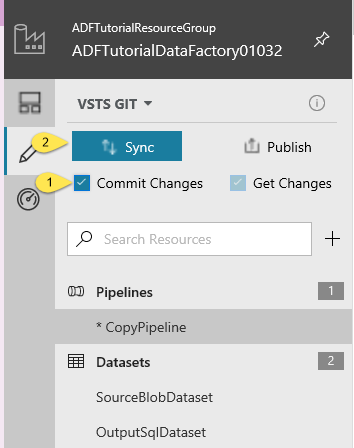 ADFTutorialResourceGroup
ADFTutorialDataFactory01032
VSTS GIT
2 Sync Publish
1 Commit Changes Get Changes
Search Resources
Pipelines 1
* CopyPipeline
Datasets 2
SourceBlobDataset
OutputSqlDataset